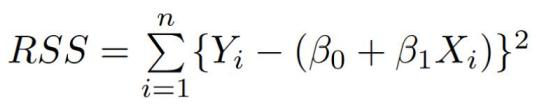 RSS = \sum_{i=1}^{n} \{Y_i - (\beta_0 + \beta_1 X_i)\}^2